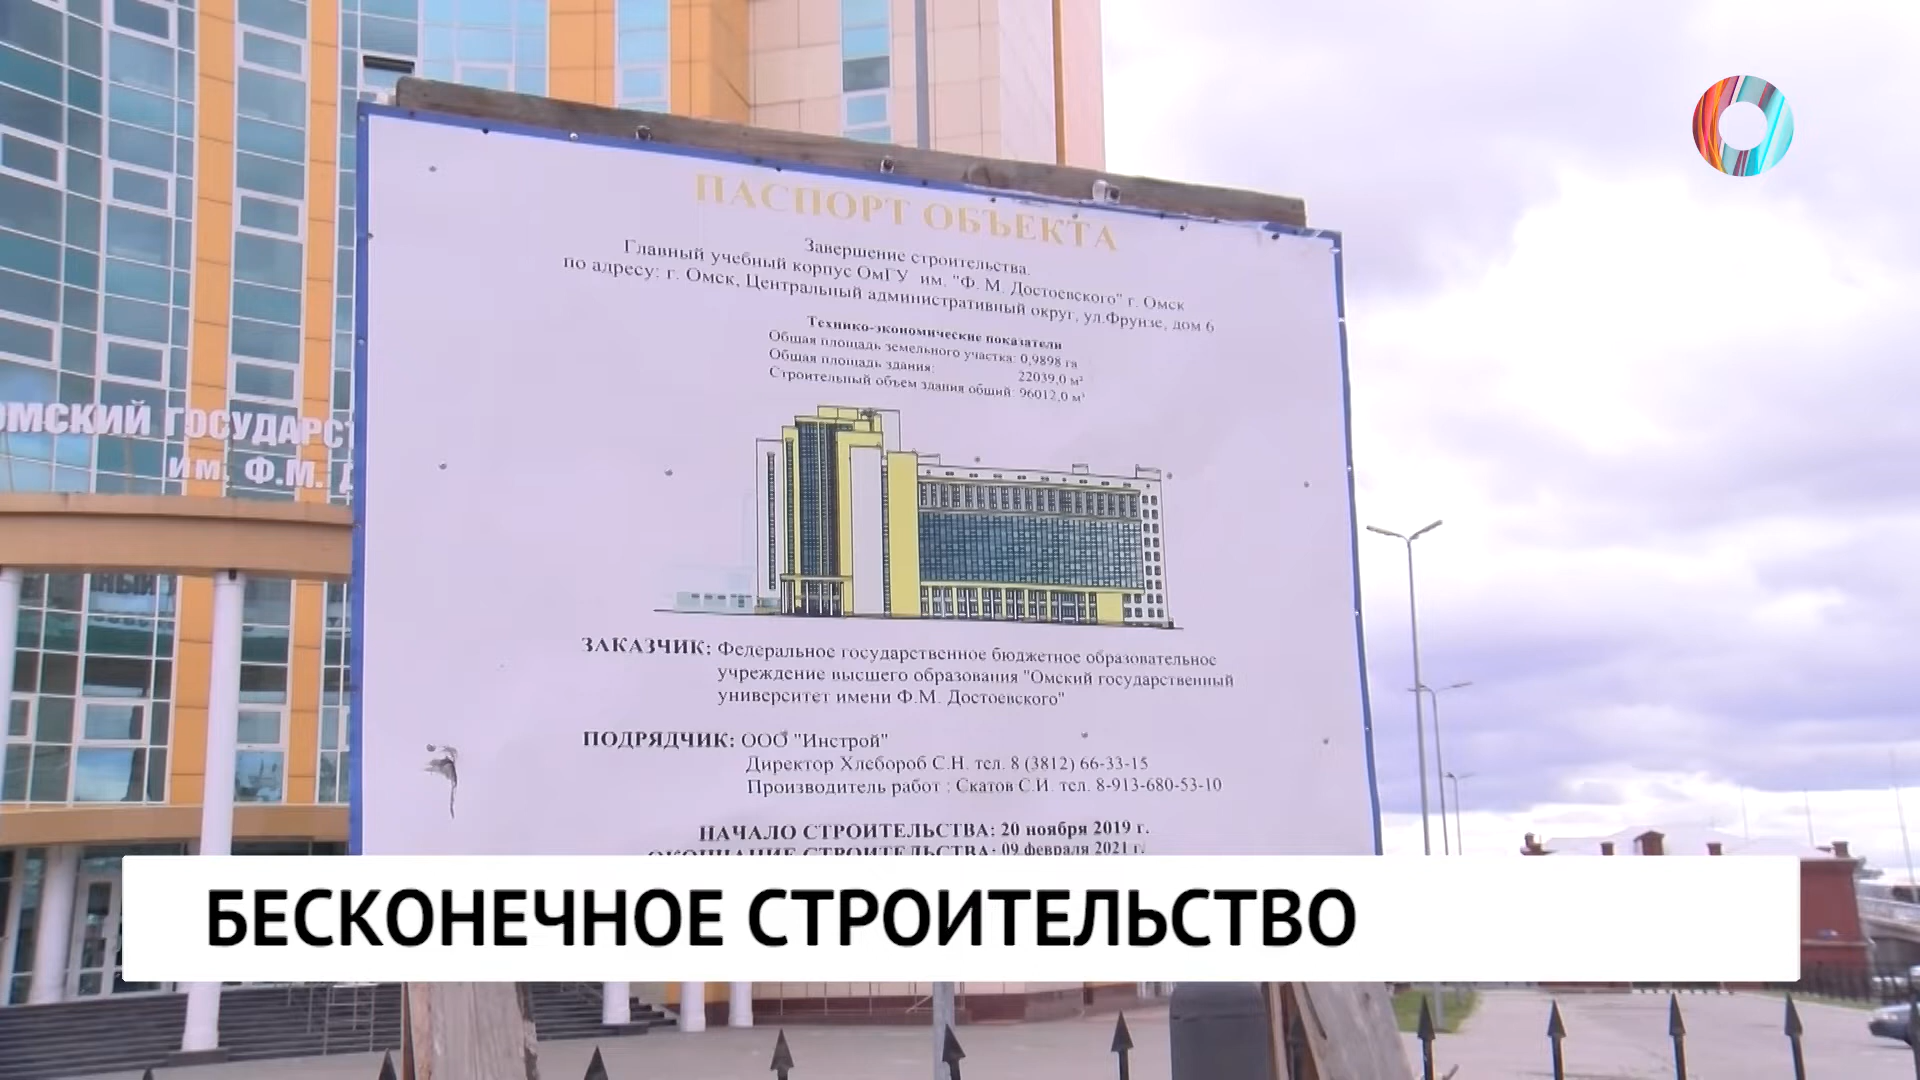 ПАСПОРТ ОБЪЕКТА
Завершение строительства.
Главный учебный корпус ОмГУ им. "Ф. М. Достоевского" г. Омск
по адресу: г. Омск, Центральный административный округ, ул.Фрунзе, дом 6
Технико-экономические показатели
Общая площадь земельного участка: 0,9898 га
Общая площадь здания: 22039,0 м²
Строительный объем здания общий: 96012,0 м³
ОМСКИЙ ГОСУДАРСТ
им. Ф.М. Д
ЗАКАЗЧИК: Федеральное государственное бюджетное образовательное
учреждение высшего образования "Омский государственный
университет имени Ф.М. Достоевского"
ПОДРЯДЧИК: ООО "Инстрой"
Директор Хлебороб С.Н. тел. 8 (3812) 66-33-15
Производитель работ : Скатов С.И. тел. 8-913-680-53-10
НАЧАЛО СТРОИТЕЛЬСТВА: 20 ноября 2019 г.
ОКОНЧАНИЕ СТРОИТЕЛЬСТВА: 09 февраля 2021 г.
БЕСКОНЕЧНОЕ СТРОИТЕЛЬСТВО